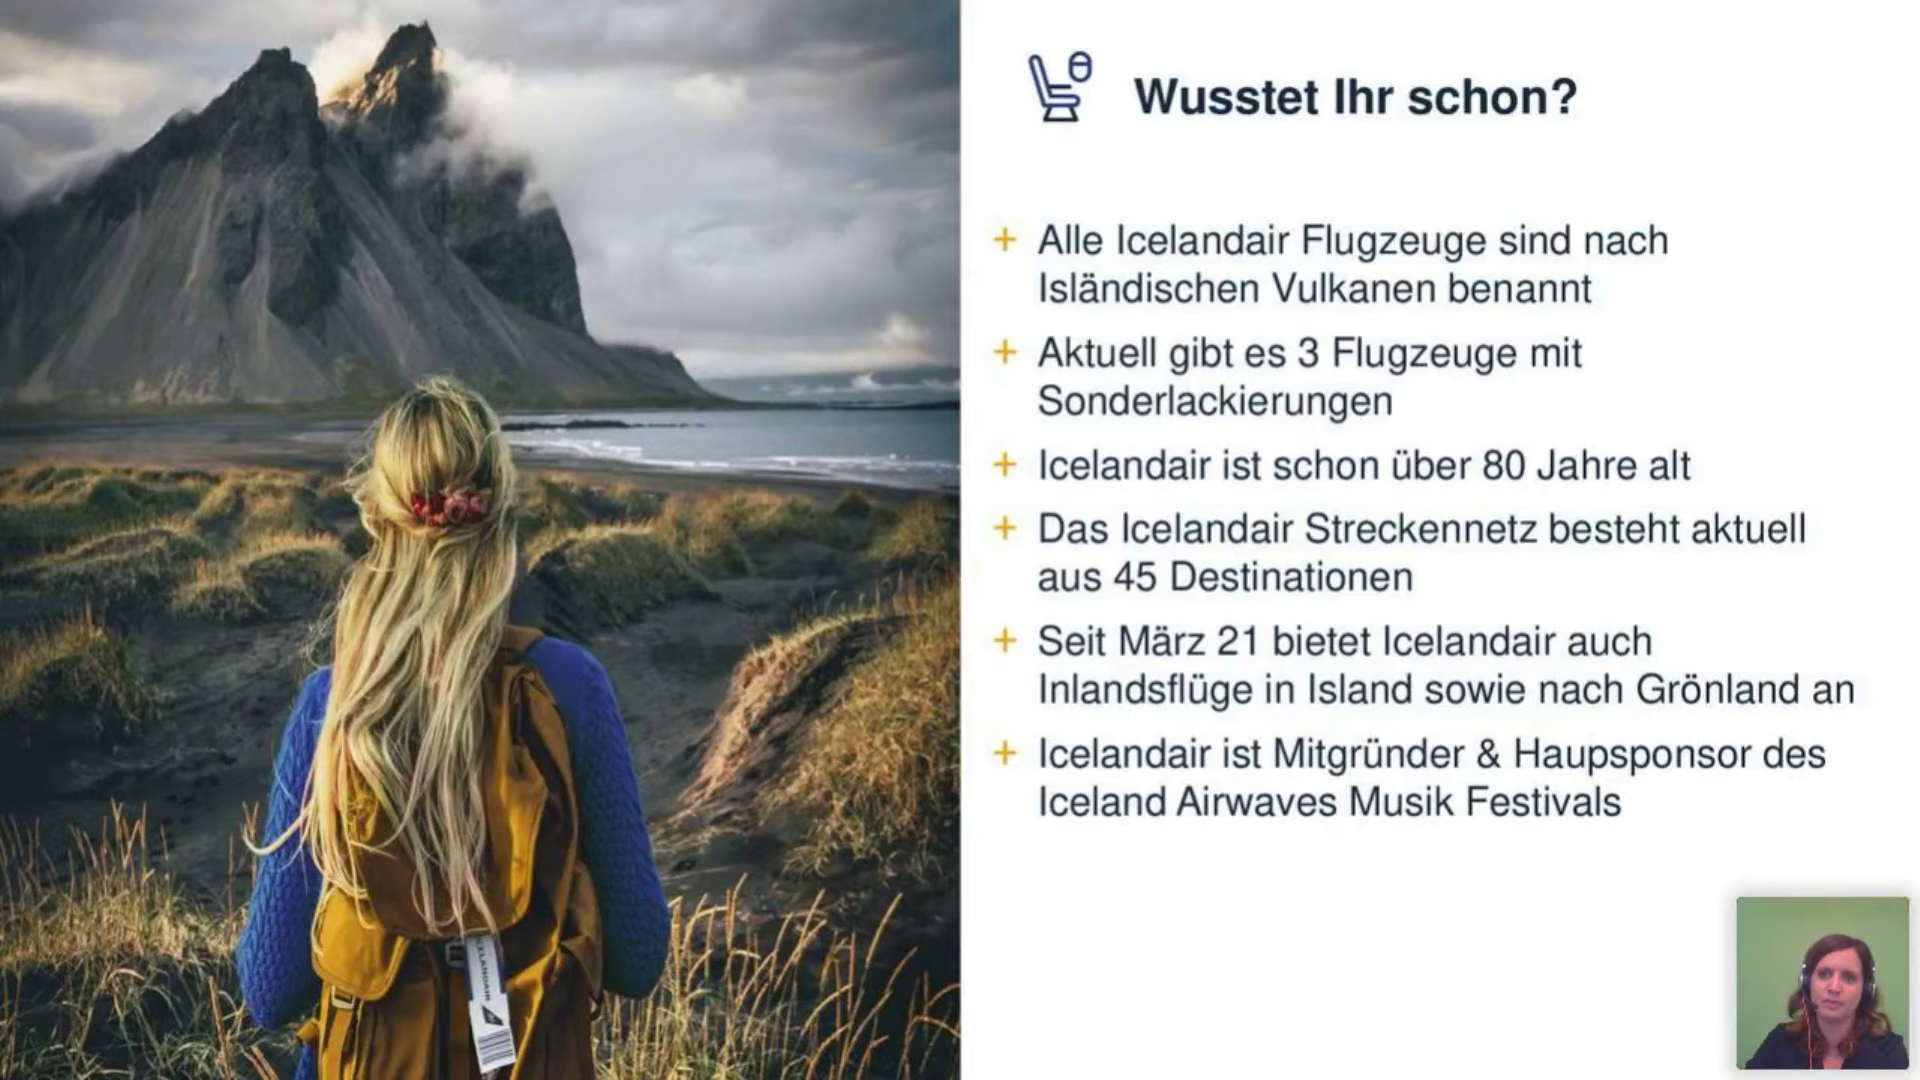 Wusstet Ihr schon?
+ Alle Icelandair Flugzeuge sind nach
Isländischen Vulkanen benannt
+ Aktuell gibt es 3 Flugzeuge mit
Sonderlackierungen
+ Icelandair ist schon über 80 Jahre alt
+ Das Icelandair Streckennetz besteht aktuell
aus 45 Destinationen
+ Seit März 21 bietet Icelandair auch
Inlandsflüge in Island sowie nach Grönland an
+ Icelandair ist Mitgründer & Haupsponsor des
Iceland Airwaves Musik Festivals
ICELANDAIR